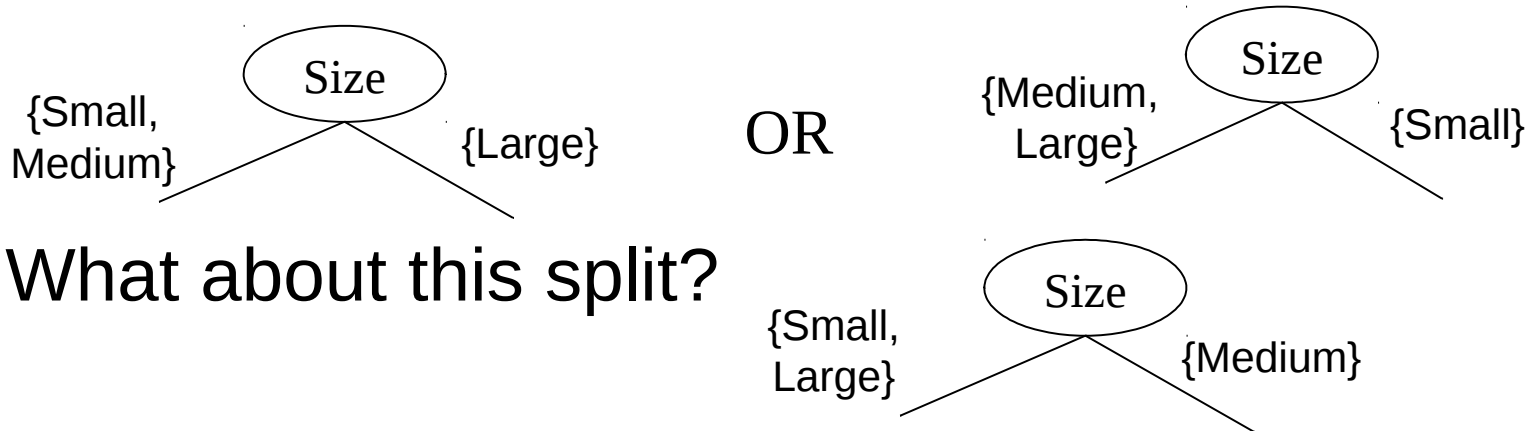 Size
{Small,
Medium}
{Large}
OR
Size
{Medium,
Large}
{Small}
What about this split?
Size
{Small,
Large}
{Medium}